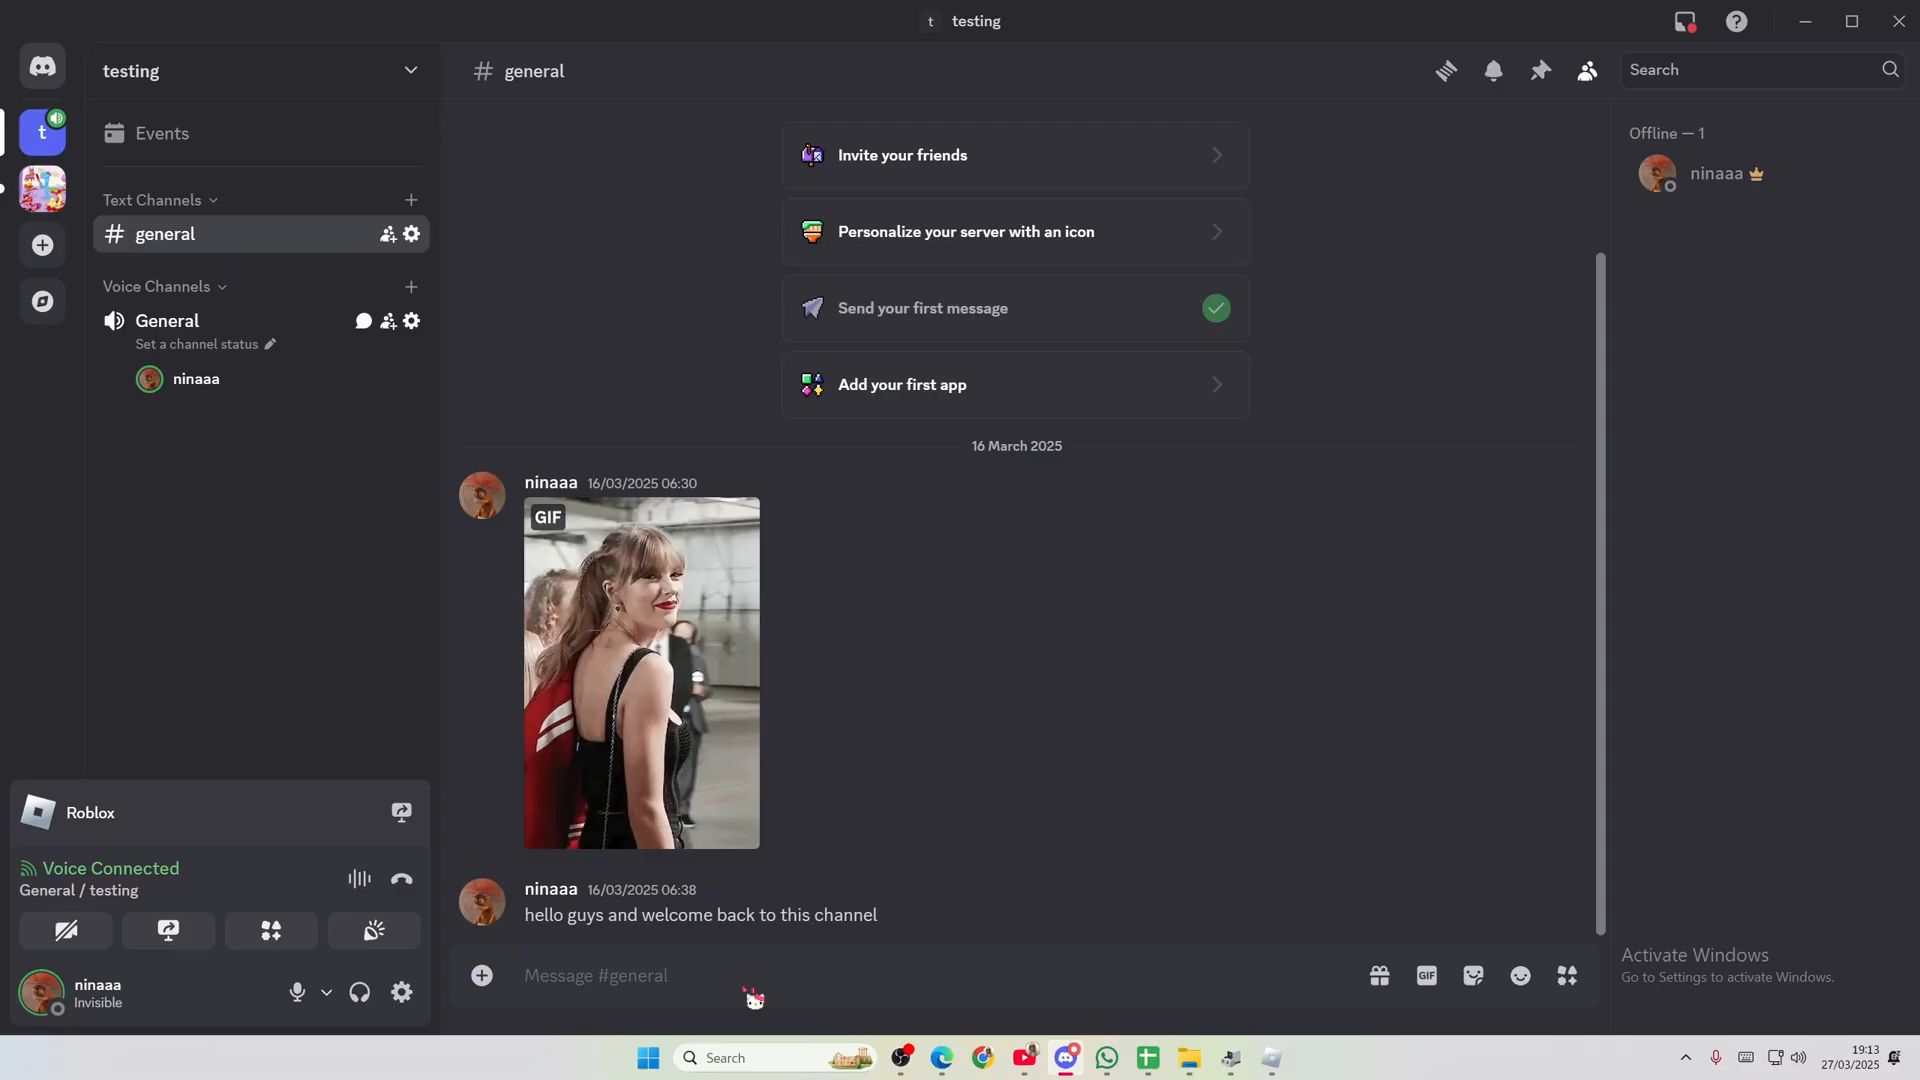 t testing
testing
Events
Text Channels
general
Voice Channels
General
Set a channel status
ninaaa
Roblox
Voice Connected
General / testing
ninaaa
Invisible
general
Search
Invite your friends
Personalize your server with an icon
Send your first message
Add your first app
16 March 2025
ninaaa 16/03/2025 06:30
GIF
ninaaa 16/03/2025 06:38
hello guys and welcome back to this channel
Message #general
GIF
Offline — 1
ninaaa
Activate Windows
Go to Settings to activate Windows.
t
Search
19:13
27/03/2025